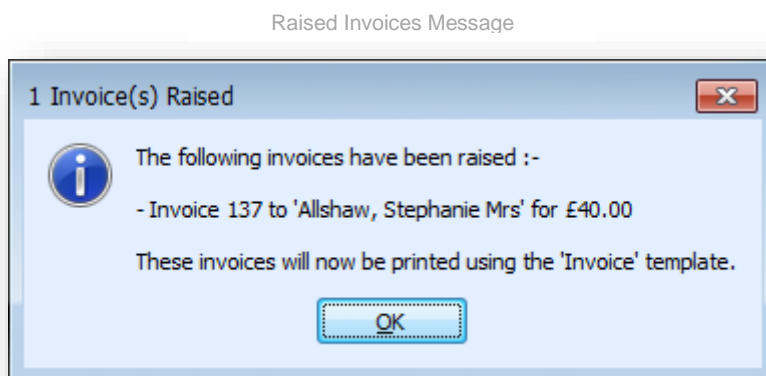 Raised Invoices Message
1 Invoice(s) Raised
The following invoices have been raised :-
- Invoice 137 to 'Allshaw, Stephanie Mrs' for £40.00
These invoices will now be printed using the 'Invoice' template.
OK